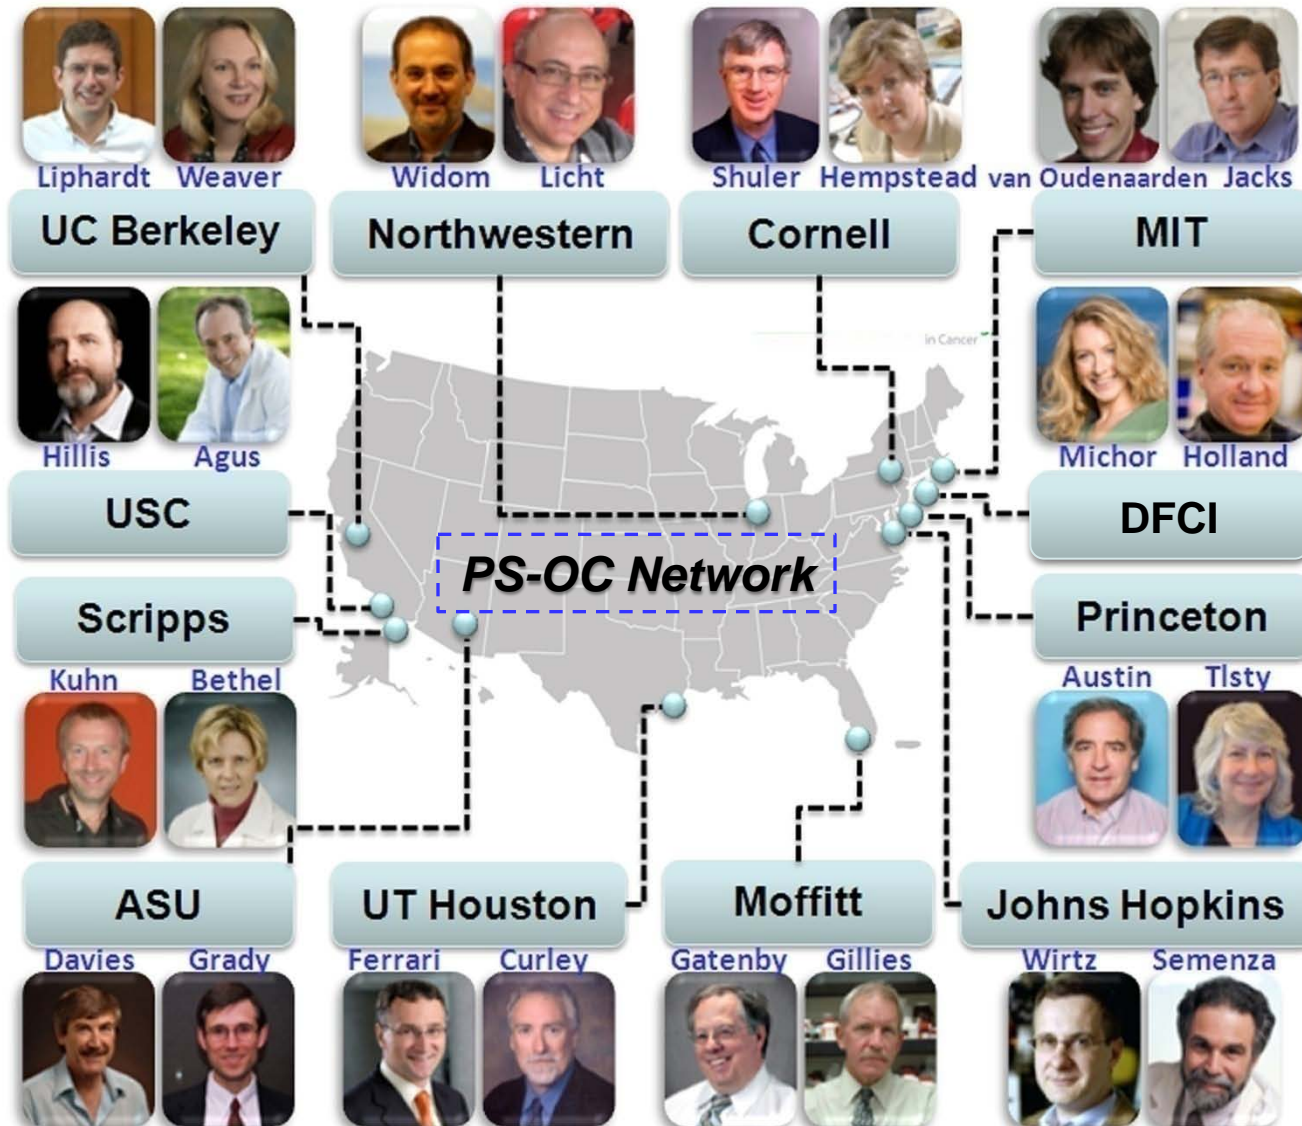 Liphardt Weaver
Widom Licht
Shuler Hempstead
van Oudenaarden Jacks
UC Berkeley
Northwestern
Cornell
MIT
in Cancer
Hillis Agus
Michor Holland
USC
DFCI
PS-OC Network
Scripps
Princeton
Kuhn Bethel
Austin Tlsty
ASU
UT Houston
Moffitt
Johns Hopkins
Davies Grady
Ferrari Curley
Gatenby Gillies
Wirtz Semenza